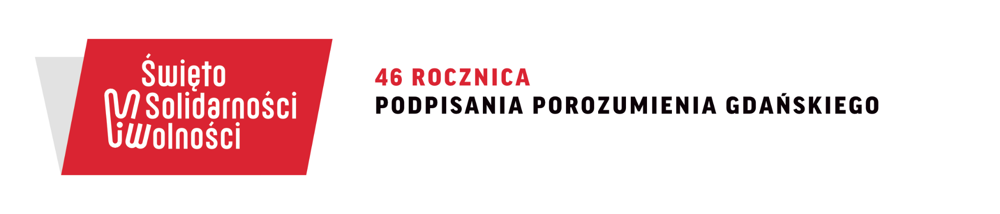 Święto
Solidarności
i Wolności
46 ROCZNICA
PODPISANIA POROZUMIENIA GDAŃSKIEGO